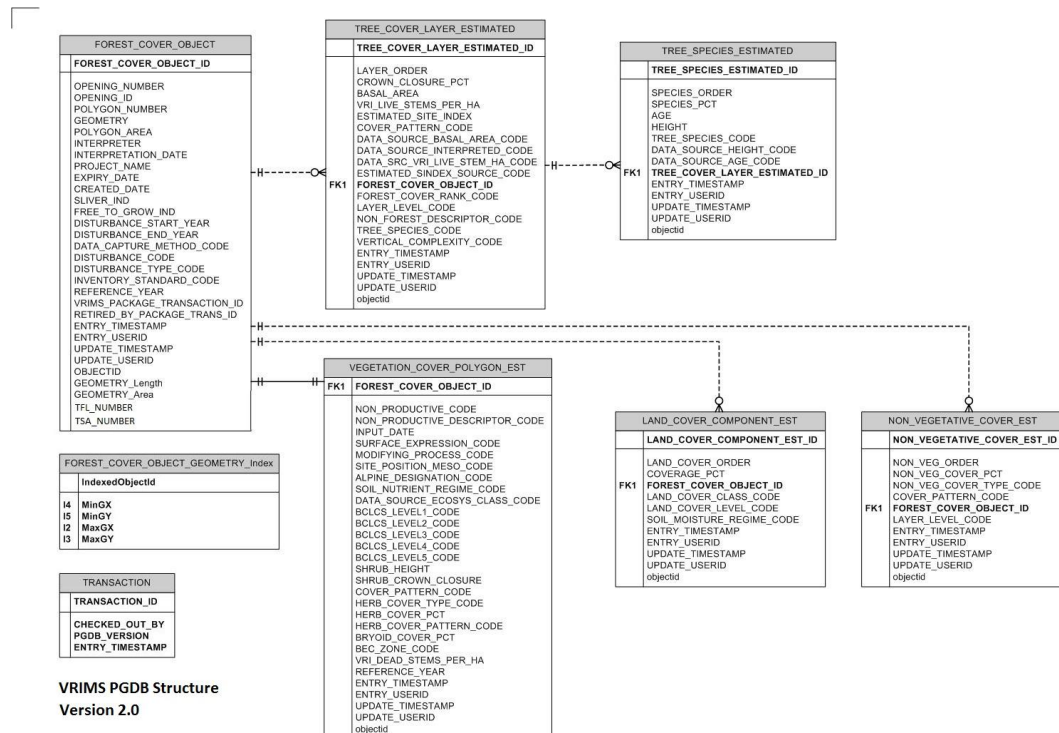 FOREST_COVER_OBJECT
FOREST_COVER_OBJECT_ID
OPENING_NUMBER
OPENING_ID
POLYGON_NUMBER
GEOMETRY
POLYGON_AREA
INTERPRETER
INTERPRETATION_DATE
PROJECT_NAME
EXPIRY_DATE
CREATED_DATE
SLIVER_IND
FREE_TO_GROW_IND
DISTURBANCE_START_YEAR
DISTURBANCE_END_YEAR
DATA_CAPTURE_METHOD_CODE
DISTURBANCE_CODE
DISTURBANCE_TYPE_CODE
INVENTORY_STANDARD_CODE
REFERENCE_YEAR
VRIMS_PACKAGE_TRANSACTION_ID
RETIRED_BY_PACKAGE_TRANS_ID
ENTRY_TIMESTAMP
ENTRY_USERID
UPDATE_TIMESTAMP
UPDATE_USERID
OBJECTID
GEOMETRY_Length
GEOMETRY_Area
TFL_NUMBER
TSA_NUMBER
TREE_COVER_LAYER_ESTIMATED
TREE_COVER_LAYER_ESTIMATED_ID
LAYER_ORDER
CROWN_CLOSURE_PCT
BASAL_AREA
VRI_LIVE_STEMS_PER_HA
ESTIMATED_SITE_INDEX
COVER_PATTERN_CODE
DATA_SOURCE_BASAL_AREA_CODE
DATA_SOURCE_INTERPRETED_CODE
DATA_SRC_VRI_LIVE_STEM_HA_CODE
ESTIMATED_SINDEX_SOURCE_CODE
FK1 FOREST_COVER_OBJECT_ID
FOREST_COVER_RANK_CODE
LAYER_LEVEL_CODE
NON_FOREST_DESCRIPTOR_CODE
TREE_SPECIES_CODE
VERTICAL_COMPLEXITY_CODE
ENTRY_TIMESTAMP
ENTRY_USERID
UPDATE_TIMESTAMP
UPDATE_USERID
objectid
TREE_SPECIES_ESTIMATED
TREE_SPECIES_ESTIMATED_ID
SPECIES_ORDER
SPECIES_PCT
AGE
HEIGHT
TREE_SPECIES_CODE
DATA_SOURCE_HEIGHT_CODE
DATA_SOURCE_AGE_CODE
FK1 TREE_COVER_LAYER_ESTIMATED_ID
ENTRY_TIMESTAMP
ENTRY_USERID
UPDATE_TIMESTAMP
UPDATE_USERID
objectid
VEGETATION_COVER_POLYGON_EST
FK1 FOREST_COVER_OBJECT_ID
NON_PRODUCTIVE_CODE
NON_PRODUCTIVE_DESCRIPTOR_CODE
INPUT_DATE
SURFACE_EXPRESSION_CODE
MODIFYING_PROCESS_CODE
SITE_POSITION_MESO_CODE
ALPINE_DESIGNATION_CODE
SOIL_NUTRIENT_REGIME_CODE
DATA_SOURCE_ECOSYS_CLASS_CODE
BCLCS_LEVEL1_CODE
BCLCS_LEVEL2_CODE
BCLCS_LEVEL3_CODE
BCLCS_LEVEL4_CODE
BCLCS_LEVEL5_CODE
SHRUB_HEIGHT
SHRUB_CROWN_CLOSURE
COVER_PATTERN_CODE
HERB_COVER_TYPE_CODE
HERB_COVER_PCT
HERB_COVER_PATTERN_CODE
BRYOID_COVER_PCT
BEC_ZONE_CODE
VRI_DEAD_STEMS_PER_HA
REFERENCE_YEAR
ENTRY_TIMESTAMP
ENTRY_USERID
UPDATE_TIMESTAMP
UPDATE_USERID
objectid
LAND_COVER_COMPONENT_EST
LAND_COVER_COMPONENT_EST_ID
LAND_COVER_ORDER
COVERAGE_PCT
FK1 FOREST_COVER_OBJECT_ID
LAND_COVER_CLASS_CODE
LAND_COVER_LEVEL_CODE
SOIL_MOISTURE_REGIME_CODE
ENTRY_TIMESTAMP
ENTRY_USERID
UPDATE_TIMESTAMP
UPDATE_USERID
objectid
NON_VEGETATIVE_COVER_EST
NON_VEGETATIVE_COVER_EST_ID
NON_VEG_ORDER
NON_VEG_COVER_PCT
NON_VEG_COVER_TYPE_CODE
COVER_PATTERN_CODE
FK1 FOREST_COVER_OBJECT_ID
LAYER_LEVEL_CODE
ENTRY_TIMESTAMP
ENTRY_USERID
UPDATE_TIMESTAMP
UPDATE_USERID
objectid
FOREST_COVER_OBJECT_GEOMETRY_Index
IndexedObjectId
I4 MinGX
I5 MinGY
I2 MaxGX
I3 MaxGY
TRANSACTION
TRANSACTION_ID
CHECKED_OUT_BY
PGDB_VERSION
ENTRY_TIMESTAMP
VRIMS PGDB Structure
Version 2.0